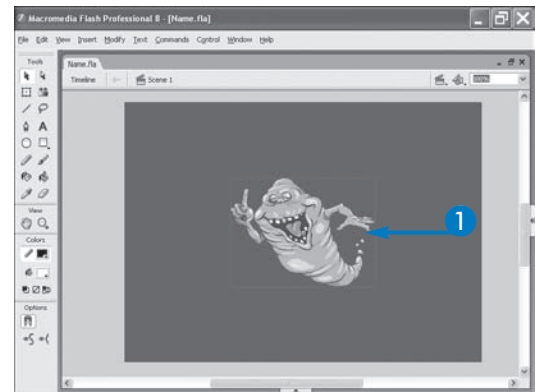 Macromedia Flash Professional 8 - [Name.fla]
File Edit View Insert Modify Text Commands Control Window Help
Tools
Name.fla
Timeline Scene 1 100%
A
View
Colors
Options
1